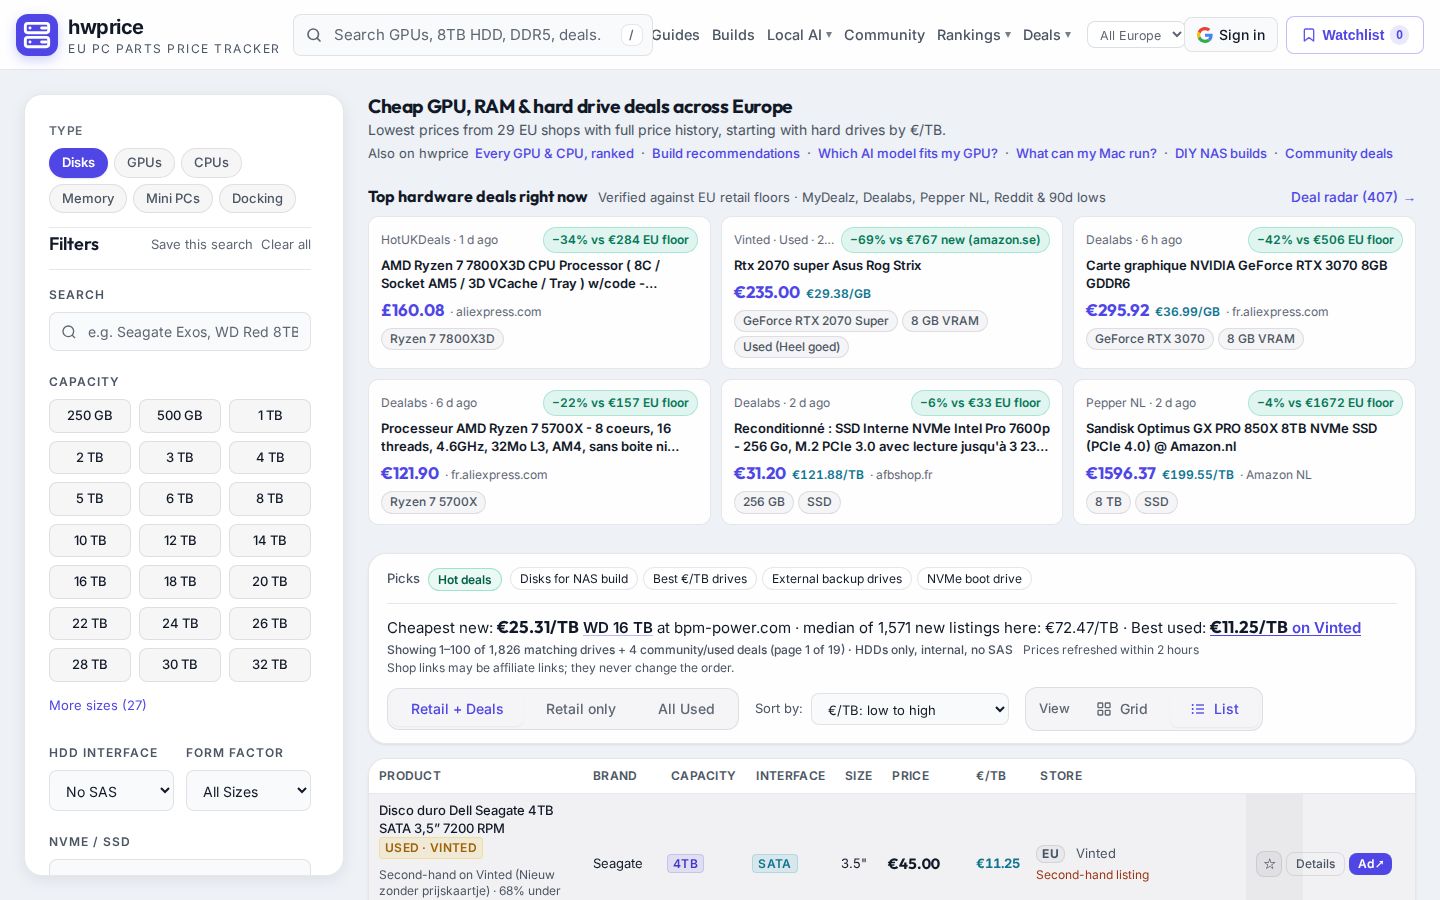 hwprice
EU PC PARTS PRICE TRACKER
Search GPUs, 8TB HDD, DDR5, deals. /
Guides Builds Local AI ▾ Community Rankings ▾ Deals ▾
All Europe
Sign in
Watchlist 0
TYPE
Disks GPUs CPUs
Memory Mini PCs Docking
Filters Save this search Clear all
SEARCH
e.g. Seagate Exos, WD Red 8TB
CAPACITY
250 GB 500 GB 1 TB
2 TB 3 TB 4 TB
5 TB 6 TB 8 TB
10 TB 12 TB 14 TB
16 TB 18 TB 20 TB
22 TB 24 TB 26 TB
28 TB 30 TB 32 TB
More sizes (27)
HDD INTERFACE FORM FACTOR
No SAS All Sizes
NVME / SSD
Cheap GPU, RAM & hard drive deals across Europe
Lowest prices from 29 EU shops with full price history, starting with hard drives by €/TB.
Also on hwprice Every GPU & CPU, ranked · Build recommendations · Which AI model fits my GPU? · What can my Mac run? · DIY NAS builds · Community deals
Top hardware deals right now Verified against EU retail floors · MyDealz, Dealabs, Pepper NL, Reddit & 90d lows Deal radar (407) →
HotUKDeals · 1 d ago −34% vs €284 EU floor
AMD Ryzen 7 7800X3D CPU Processor ( 8C /
Socket AM5 / 3D VCache / Tray ) w/code -...
£160.08 · aliexpress.com
Ryzen 7 7800X3D
Vinted · Used · 2... −69% vs €767 new (amazon.se)
Rtx 2070 super Asus Rog Strix
€235.00 €29.38/GB
GeForce RTX 2070 Super 8 GB VRAM
Used (Heel goed)
Dealabs · 6 h ago −42% vs €506 EU floor
Carte graphique NVIDIA GeForce RTX 3070 8GB
GDDR6
€295.92 €36.99/GB · fr.aliexpress.com
GeForce RTX 3070 8 GB VRAM
Dealabs · 6 d ago −22% vs €157 EU floor
Processeur AMD Ryzen 7 5700X - 8 coeurs, 16
threads, 4.6GHz, 32Mo L3, AM4, sans boite ni...
€121.90 · fr.aliexpress.com
Ryzen 7 5700X
Dealabs · 2 d ago −6% vs €33 EU floor
Reconditionné : SSD Interne NVMe Intel Pro 7600p
- 256 Go, M.2 PCIe 3.0 avec lecture jusqu'à 3 23...
€31.20 €121.88/TB · afbshop.fr
256 GB SSD
Pepper NL · 2 d ago −4% vs €1672 EU floor
Sandisk Optimus GX PRO 850X 8TB NVMe SSD
(PCIe 4.0) @ Amazon.nl
€1596.37 €199.55/TB · Amazon NL
8 TB SSD
Picks Hot deals Disks for NAS build Best €/TB drives External backup drives NVMe boot drive
Cheapest new: €25.31/TB WD 16 TB at bpm-power.com · median of 1,571 new listings here: €72.47/TB · Best used: €11.25/TB on Vinted
Showing 1–100 of 1,826 matching drives + 4 community/used deals (page 1 of 19) · HDDs only, internal, no SAS Prices refreshed within 2 hours
Shop links may be affiliate links; they never change the order.
Retail + Deals Retail only All Used Sort by: €/TB: low to high View Grid List
PRODUCT BRAND CAPACITY INTERFACE SIZE PRICE €/TB STORE
Disco duro Dell Seagate 4TB
SATA 3,5” 7200 RPM
USED · VINTED
Second-hand on Vinted (Nieuw
zonder prijskaartje) · 68% under
Seagate 4TB SATA 3.5" €45.00 €11.25 EU Vinted
Second-hand listing
☆ Details Ad↗